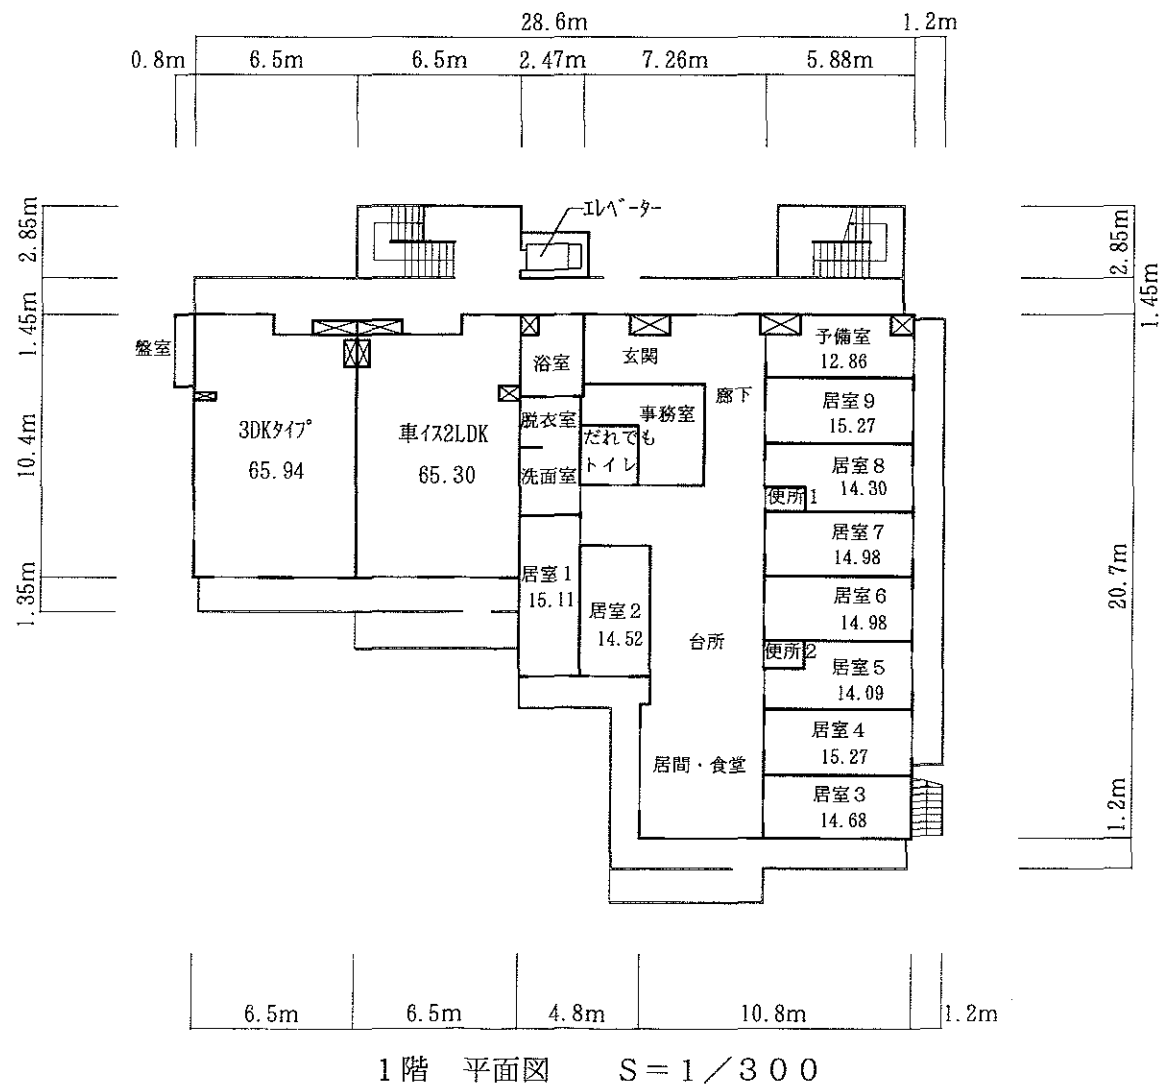 28.6m
1.2m
0.8m
6.5m
6.5m
2.47m
7.26m
5.88m
エレベーター
2.85m
1.45m
10.4m
1.35m
2.85m
1.45m
20.7m
1.2m
盤室
3DKタイプ
65.94
車イス2LDK
65.30
浴室
脱衣室
洗面室
玄関
廊下
事務室
だれでも
トイレ
予備室
12.86
居室9
15.27
居室8
14.30
便所1
居室7
14.98
居室6
14.98
便所2
居室5
14.09
居室4
15.27
居室3
14.68
居室1
15.11
居室2
14.52
台所
居間・食堂
6.5m
6.5m
4.8m
10.8m
1.2m
1階 平面図 S=1/300